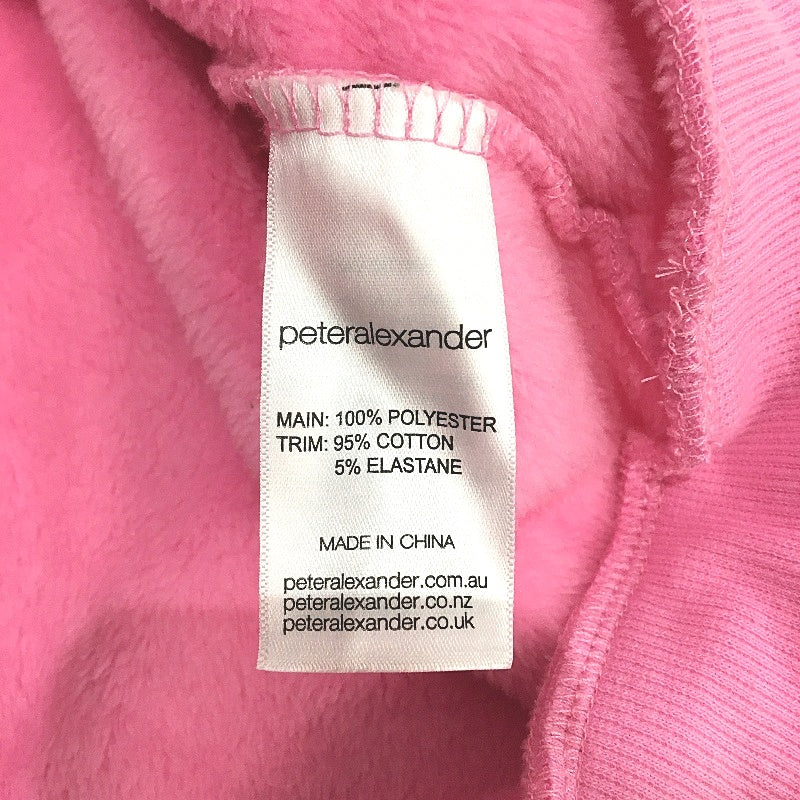 peteralexander
MAIN: 100% POLYESTER
TRIM: 95% COTTON
5% ELASTANE
MADE IN CHINA
peteralexander.com.au
peteralexander.co.nz
peteralexander.co.uk